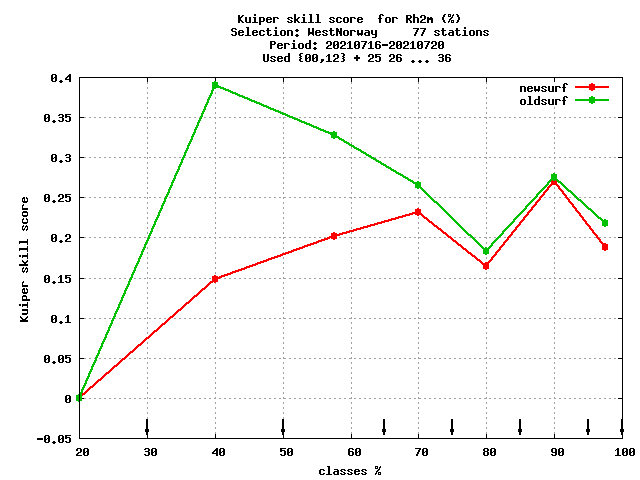 Kuiper skill score  for Rh2m (%)
Selection: WestNorway     77 stations
Period: 20210716-20210720
Used {00,12} + 25 26 ... 36
newsurf
oldsurf
0.4
0.35
0.3
0.25
0.2
0.15
0.1
0.05
0
-0.05
Kuiper skill score
20 30 40 50 60 70 80 90 100
classes %